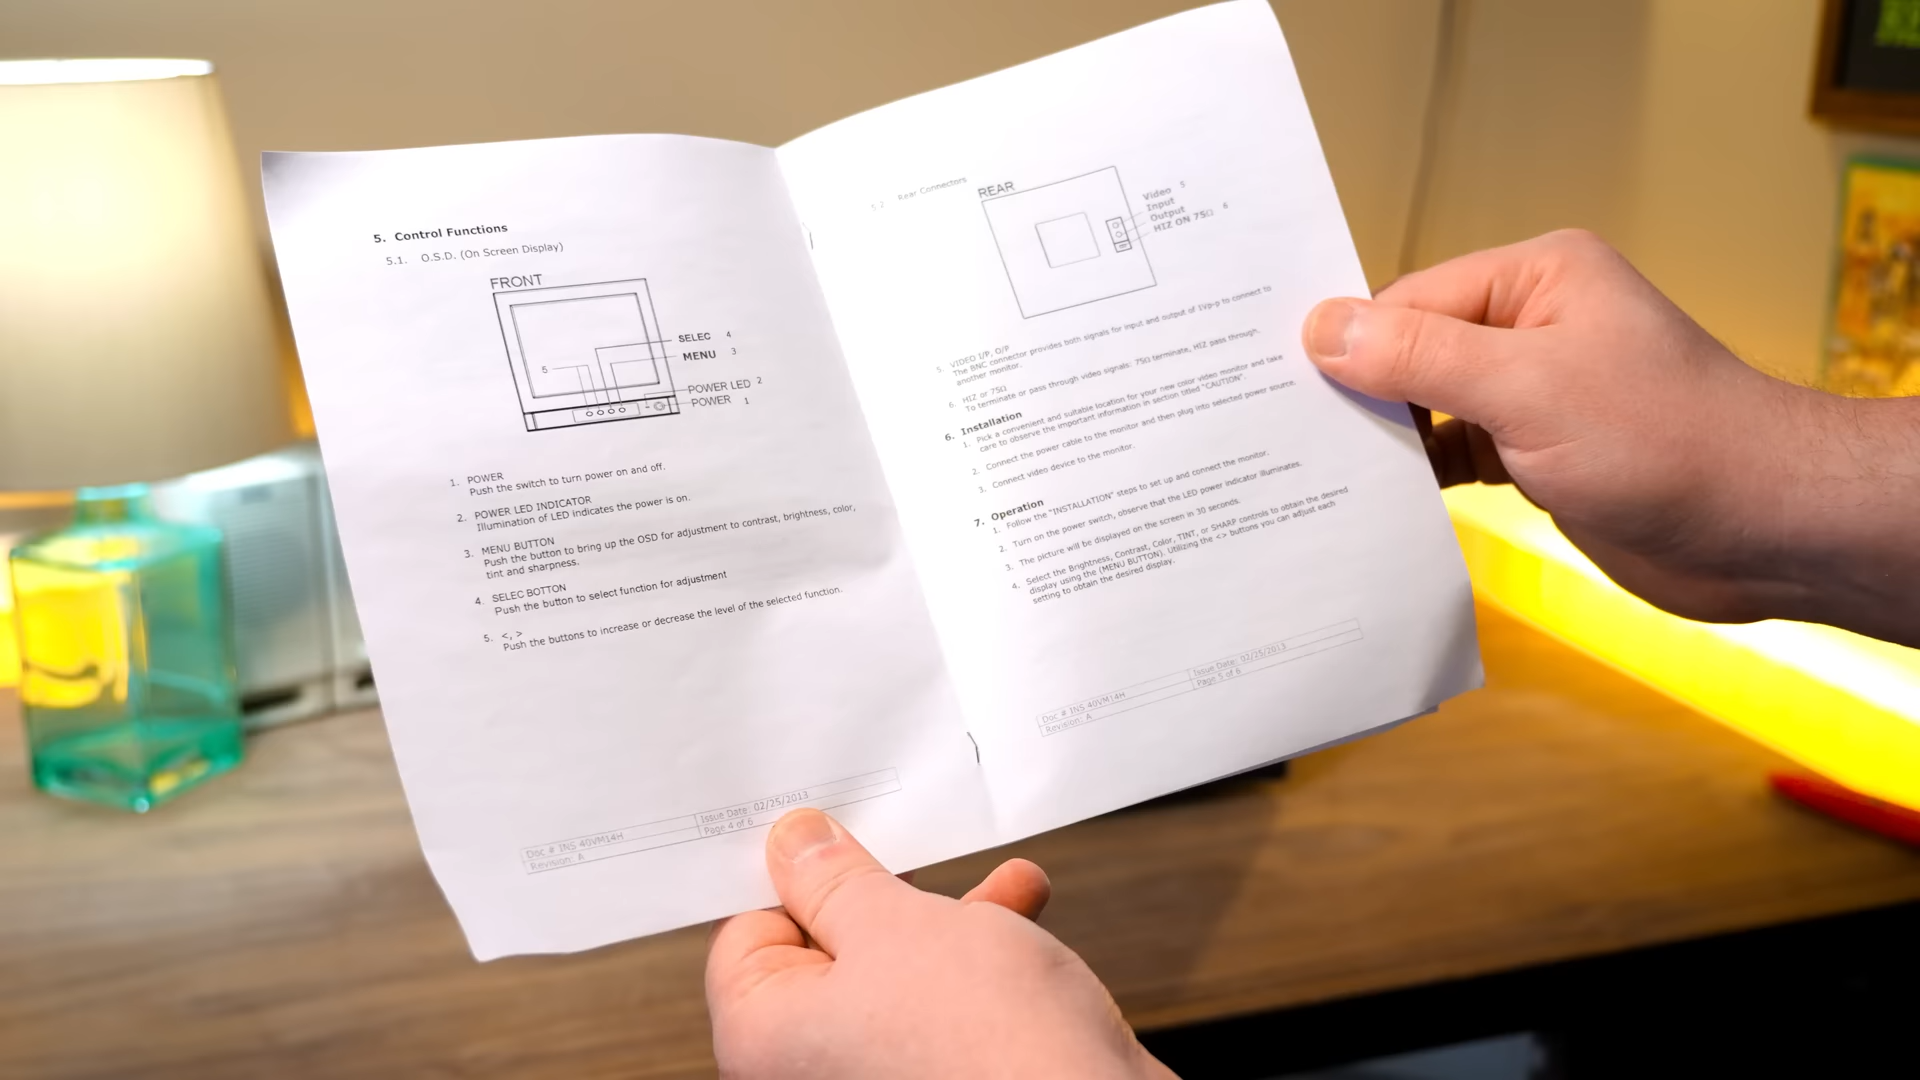 5. Control Functions
5.1. O.S.D. (On Screen Display)
FRONT
SELEC 4
MENU 3
5
POWER LED 2
POWER 1
1. POWER
Push the switch to turn power on and off.
2. POWER LED INDICATOR
Illumination of LED indicates the power is on.
3. MENU BUTTON
Push the button to bring up the OSD for adjustment to contrast, brightness, color,
tint and sharpness.
4. SELEC BOTTON
Push the button to select function for adjustment
5. <, >
Push the buttons to increase or decrease the level of the selected function.
Doc # INS 40VM14H
Issue Date: 02/25/2013
Revision: A
Page 4 of 6
5.2 Rear Connectors
REAR
Video 5
Input
Output
HIZ ON 75Ω 6
5. VIDEO I/P, O/P
The BNC connector provides both signals for input and output of 1Vp-p to connect to
another monitor.
6. HIZ or 75Ω
To terminate or pass through video signals: 75Ω terminate, HIZ pass through.
6. Installation
1. Pick a convenient and suitable location for your new color video monitor and take
care to observe the important information in section titled "CAUTION".
2. Connect the power cable to the monitor and then plug into selected power source.
3. Connect video device to the monitor.
7. Operation
1. Follow the "INSTALLATION" steps to set up and connect the monitor.
2. Turn on the power switch, observe that the LED power indicator illuminates.
3. The picture will be displayed on the screen in 30 seconds.
4. Select the Brightness, Contrast, Color, TINT, or SHARP controls to obtain the desired
display using the (MENU BUTTON). Utilizing the <> buttons you can adjust each
setting to obtain the desired display.
Doc # INS 40VM14H
Issue Date: 02/25/2013
Revision: A
Page 5 of 6